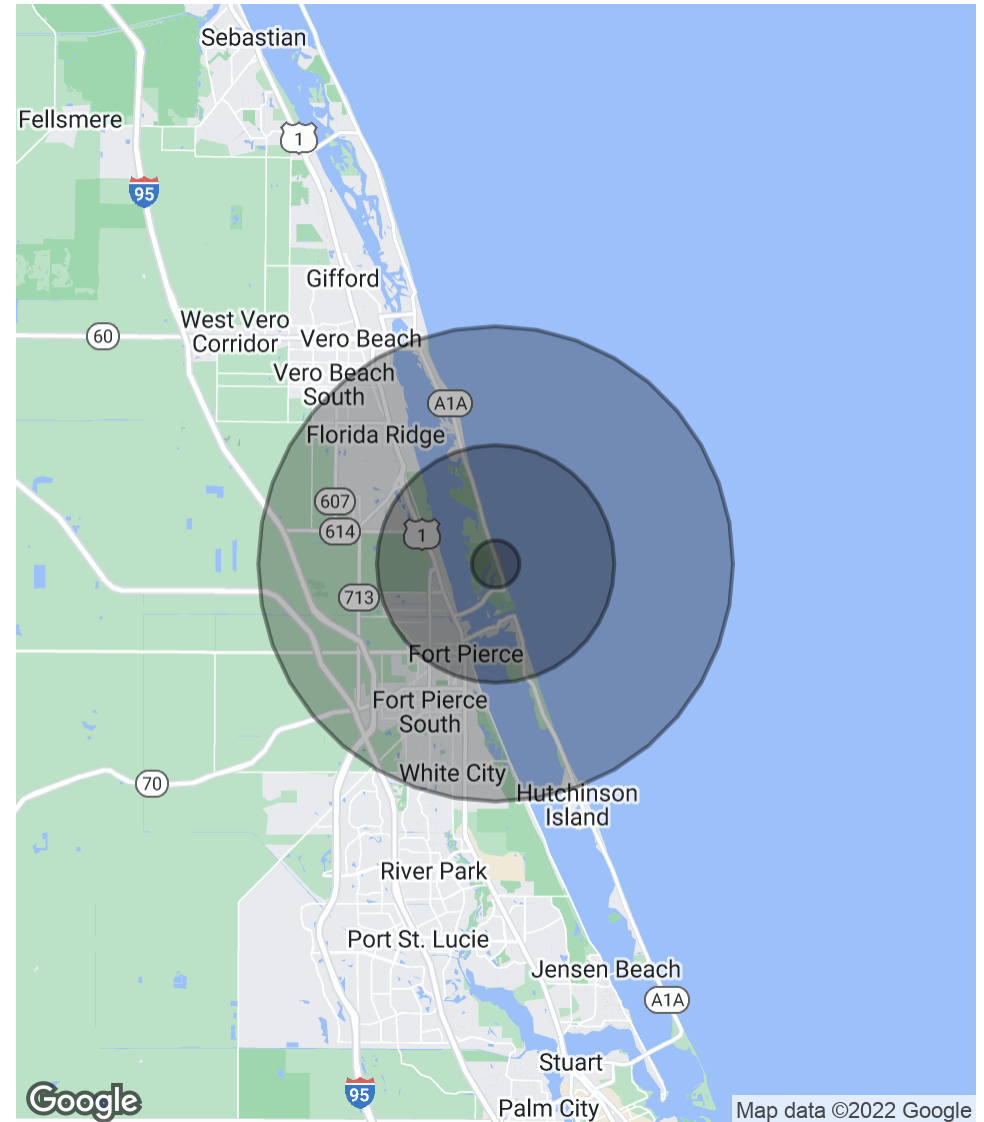 Sebastian
Fellsmere
1
95
Gifford
West Vero
Corridor
60
Vero Beach
Vero Beach
South
A1A
Florida Ridge
607
614
1
713
Fort Pierce
Fort Pierce
South
White City
70
Hutchinson
Island
River Park
Port St. Lucie
Jensen Beach
A1A
Stuart
95
Palm City
Google
Map data ©2022 Google